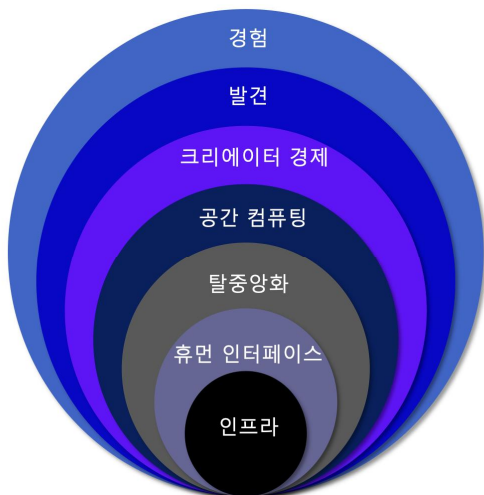 경험
발견
크리에이터 경제
공간 컴퓨팅
탈중앙화
휴먼 인터페이스
인프라